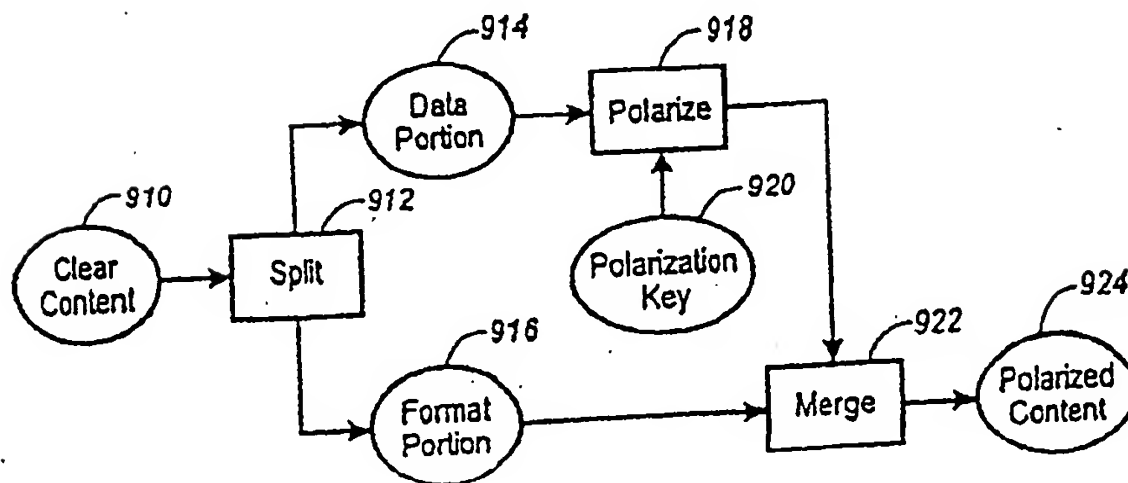 914
918
Data
Portion
Polarize
910
912
920
Clear
Content
Split
Polarization
Key
924
916
922
Format
Portion
Merge
Polarized
Content